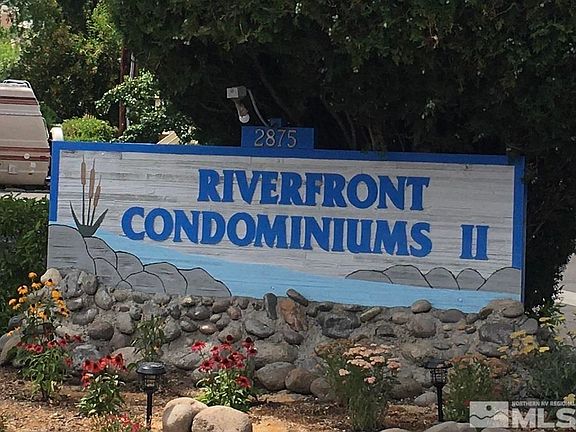 2875
RIVERFRONT
CONDOMINIUMS II
NORTHERN NV REGIONAL
MLS